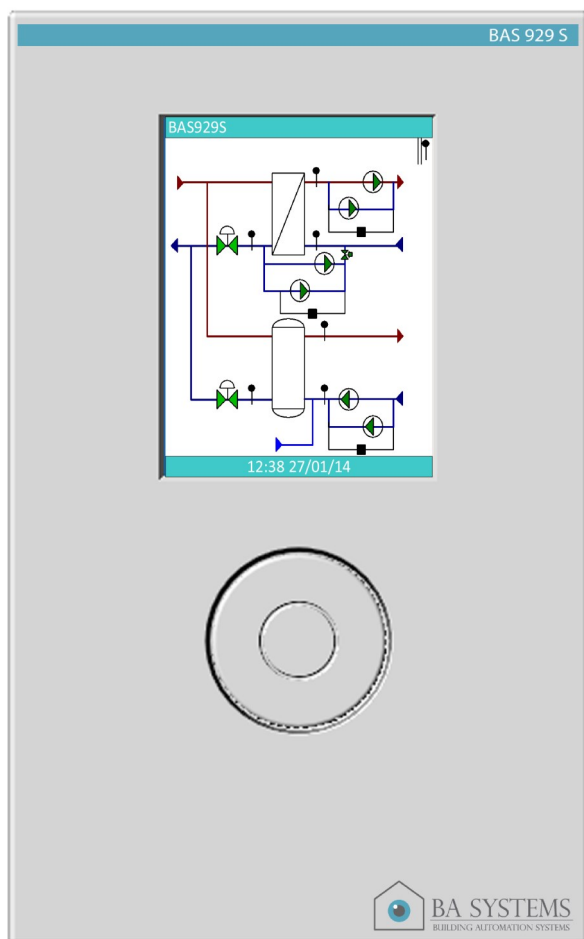 BAS 929 S
BAS929S
12:38 27/01/14
BA SYSTEMS
BUILDING AUTOMATION SYSTEMS